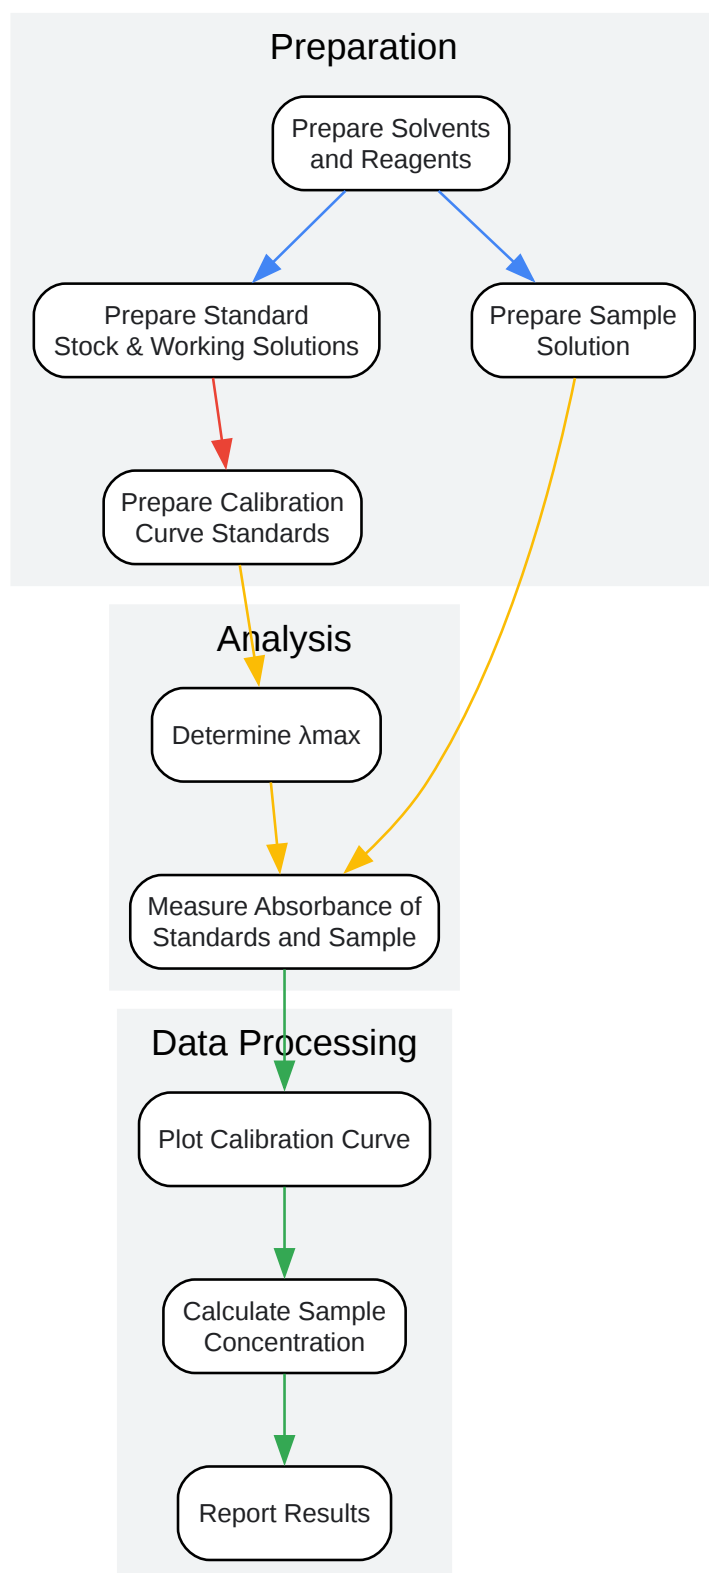 Preparation
Prepare Solvents
and Reagents
Prepare Standard
Stock & Working Solutions
Prepare Sample
Solution
Prepare Calibration
Curve Standards
Analysis
Determine λmax
Measure Absorbance of
Standards and Sample
Data Processing
Plot Calibration Curve
Calculate Sample
Concentration
Report Results